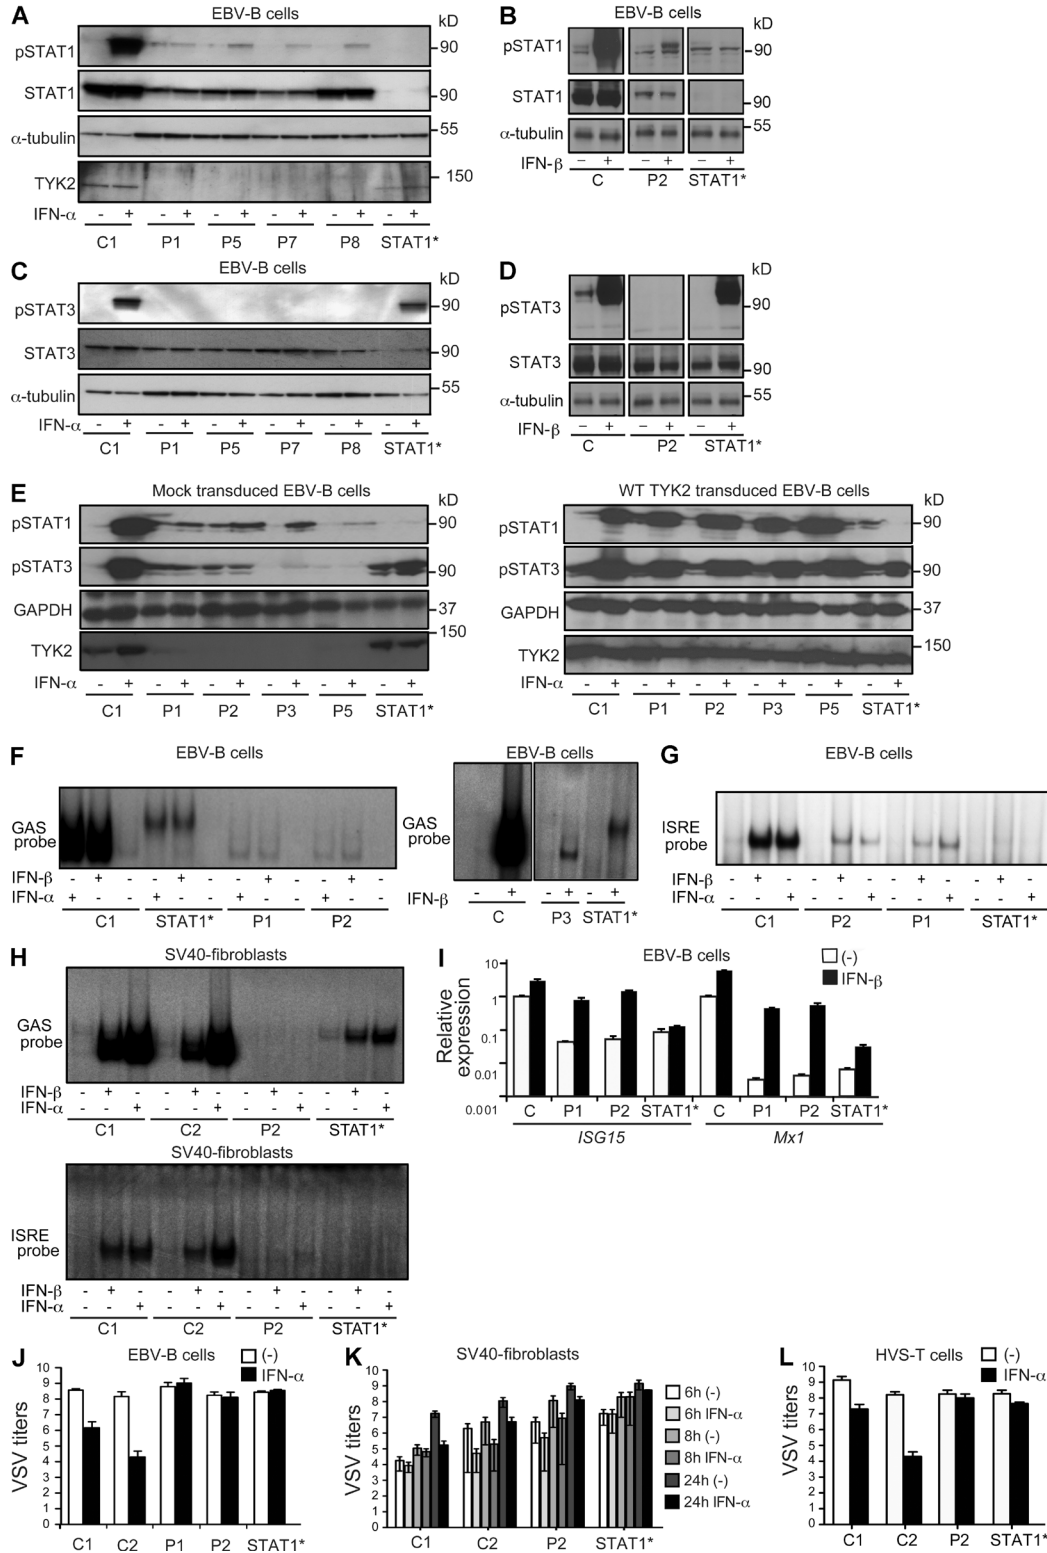 A
EBV-B cells
kD
pSTAT1
90
STAT1
90
α-tubulin
55
TYK2
150
IFN-α - + - + - + - + - + - +
C1 P1 P5 P7 P8 STAT1*
B
EBV-B cells
kD
pSTAT1
90
STAT1
90
α-tubulin
55
IFN-β – + – + – +
C P2 STAT1*
C
EBV-B cells
kD
pSTAT3
90
STAT3
90
α-tubulin
55
IFN-α - + - + - + - + - + - +
C1 P1 P5 P7 P8 STAT1*
D
kD
pSTAT3
90
STAT3
90
α-tubulin
55
IFN-β – + – + – +
C P2 STAT1*
E
Mock transduced EBV-B cells
kD
pSTAT1
90
pSTAT3
90
GAPDH
37
TYK2
150
IFN-α - + - + - + - + - + - +
C1 P1 P2 P3 P5 STAT1*
WT TYK2 transduced EBV-B cells
kD
pSTAT1
90
pSTAT3
90
GAPDH
37
TYK2
150
IFN-α - + - + - + - + - + - +
C1 P1 P2 P3 P5 STAT1*
F
EBV-B cells
GAS
probe
IFN-β - + - - + - - + - - + -
IFN-α + - - + - - + - - + - -
C1 STAT1* P1 P2
EBV-B cells
GAS
probe
IFN-β - + - + - +
C P3 STAT1*
G
EBV-B cells
ISRE
probe
IFN-β - + - - + - - + - - + -
IFN-α - - + - - + - - + - - +
C1 P2 P1 STAT1*
H
SV40-fibroblasts
GAS
probe
IFN-β - + - - + - - + - - + -
IFN-α - - + - - + - - + - - +
C1 C2 P2 STAT1*
SV40-fibroblasts
ISRE
probe
IFN-β - + - - + - - + - - + -
IFN-α - - + - - + - - + - - +
C1 C2 P2 STAT1*
I
EBV-B cells
(-)
IFN-β
Relative
expression
10
1
0.1
0.01
0.001
C P1 P2 STAT1* C P1 P2 STAT1*
ISG15 Mx1
J
EBV-B cells
(-)
IFN-α
VSV titers
10
9
8
7
6
5
4
3
2
1
0
C1 C2 P1 P2 STAT1*
K
SV40-fibroblasts
VSV titers
10
9
8
7
6
5
4
3
2
1
0
C1 C2 P2 STAT1*
6h (-)
6h IFN-α
8h (-)
8h IFN-α
24h (-)
24h IFN-α
L
HVS-T cells
(-)
IFN-α
VSV titers
10
9
8
7
6
5
4
3
2
1
0
C1 C2 P2 STAT1*